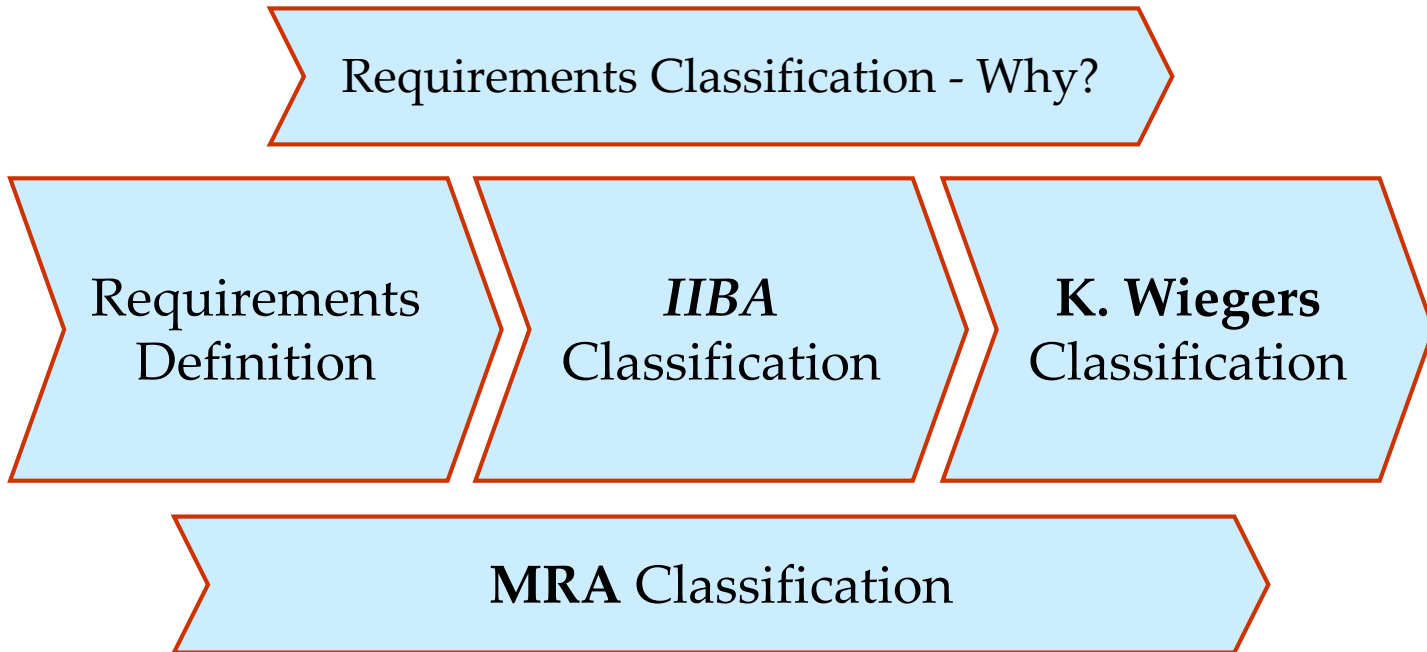 Requirements Classification - Why?
Requirements
Definition
IIBA
Classification
K. Wiegers
Classification
MRA Classification